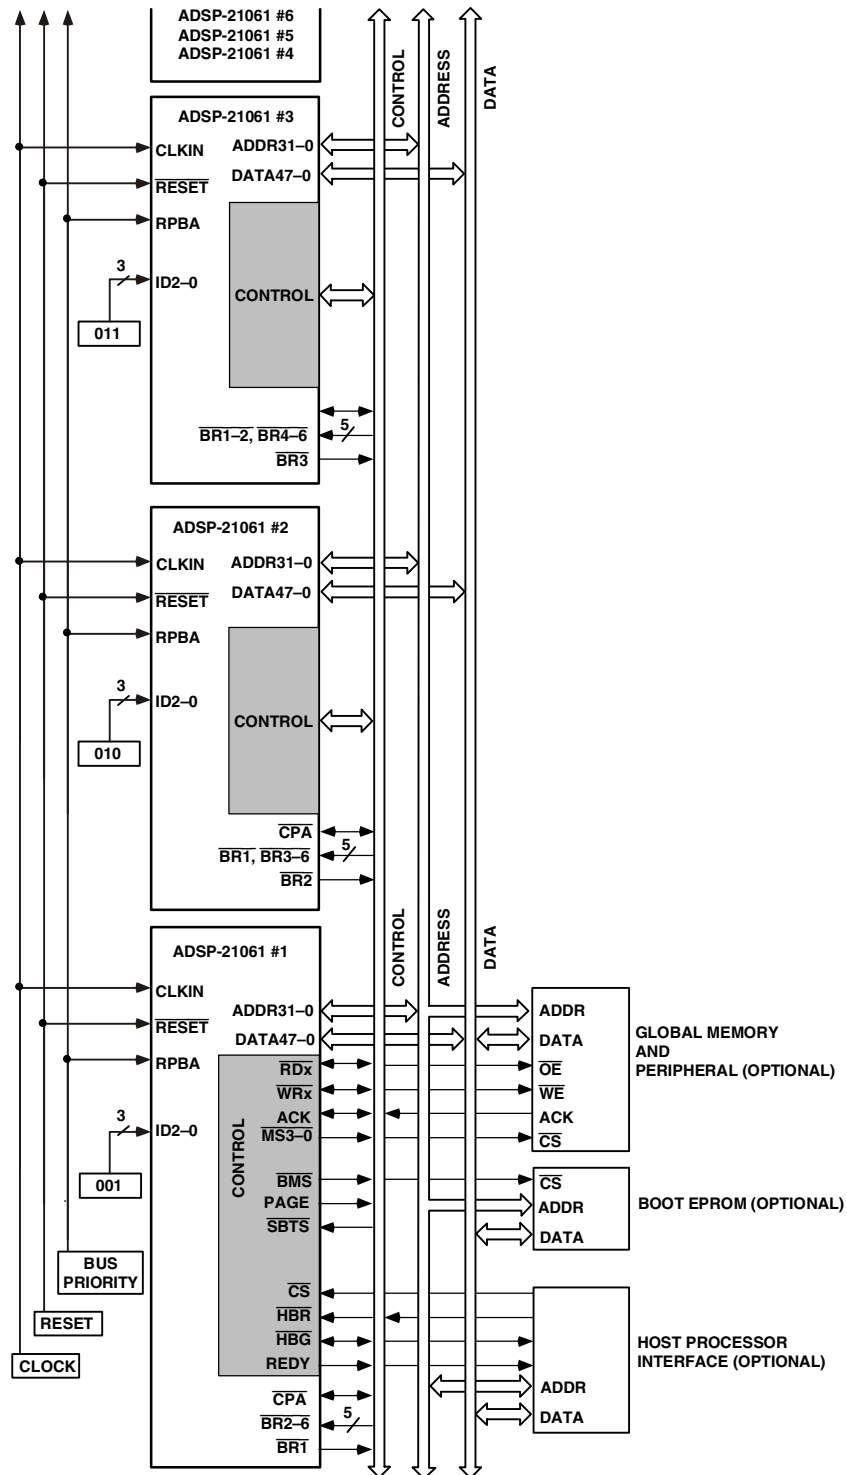 ADSP-21061 #6
ADSP-21061 #5
ADSP-21061 #4
CONTROL
ADDRESS
DATA
ADSP-21061 #3
CLKIN
ADDR31–0
RESET
DATA47–0
RPBA
3
ID2–0
CONTROL
011
BR1–2, BR4–6
5
BR3
ADSP-21061 #2
CLKIN
ADDR31–0
RESET
DATA47–0
RPBA
3
ID2–0
CONTROL
010
CPA
BR1, BR3–6
5
BR2
CONTROL
ADDRESS
DATA
ADSP-21061 #1
CLKIN
ADDR31–0
RESET
DATA47–0
RPBA
3
ID2–0
001
CONTROL
RDx
WRx
ACK
MS3–0
BMS
PAGE
SBTS
CS
HBR
HBG
REDY
CPA
BR2–6
5
BR1
ADDR
DATA
OE
WE
ACK
CS
GLOBAL MEMORY
AND
PERIPHERAL (OPTIONAL)
CS
ADDR
DATA
BOOT EPROM (OPTIONAL)
HOST PROCESSOR
INTERFACE (OPTIONAL)
ADDR
DATA
BUS
PRIORITY
RESET
CLOCK